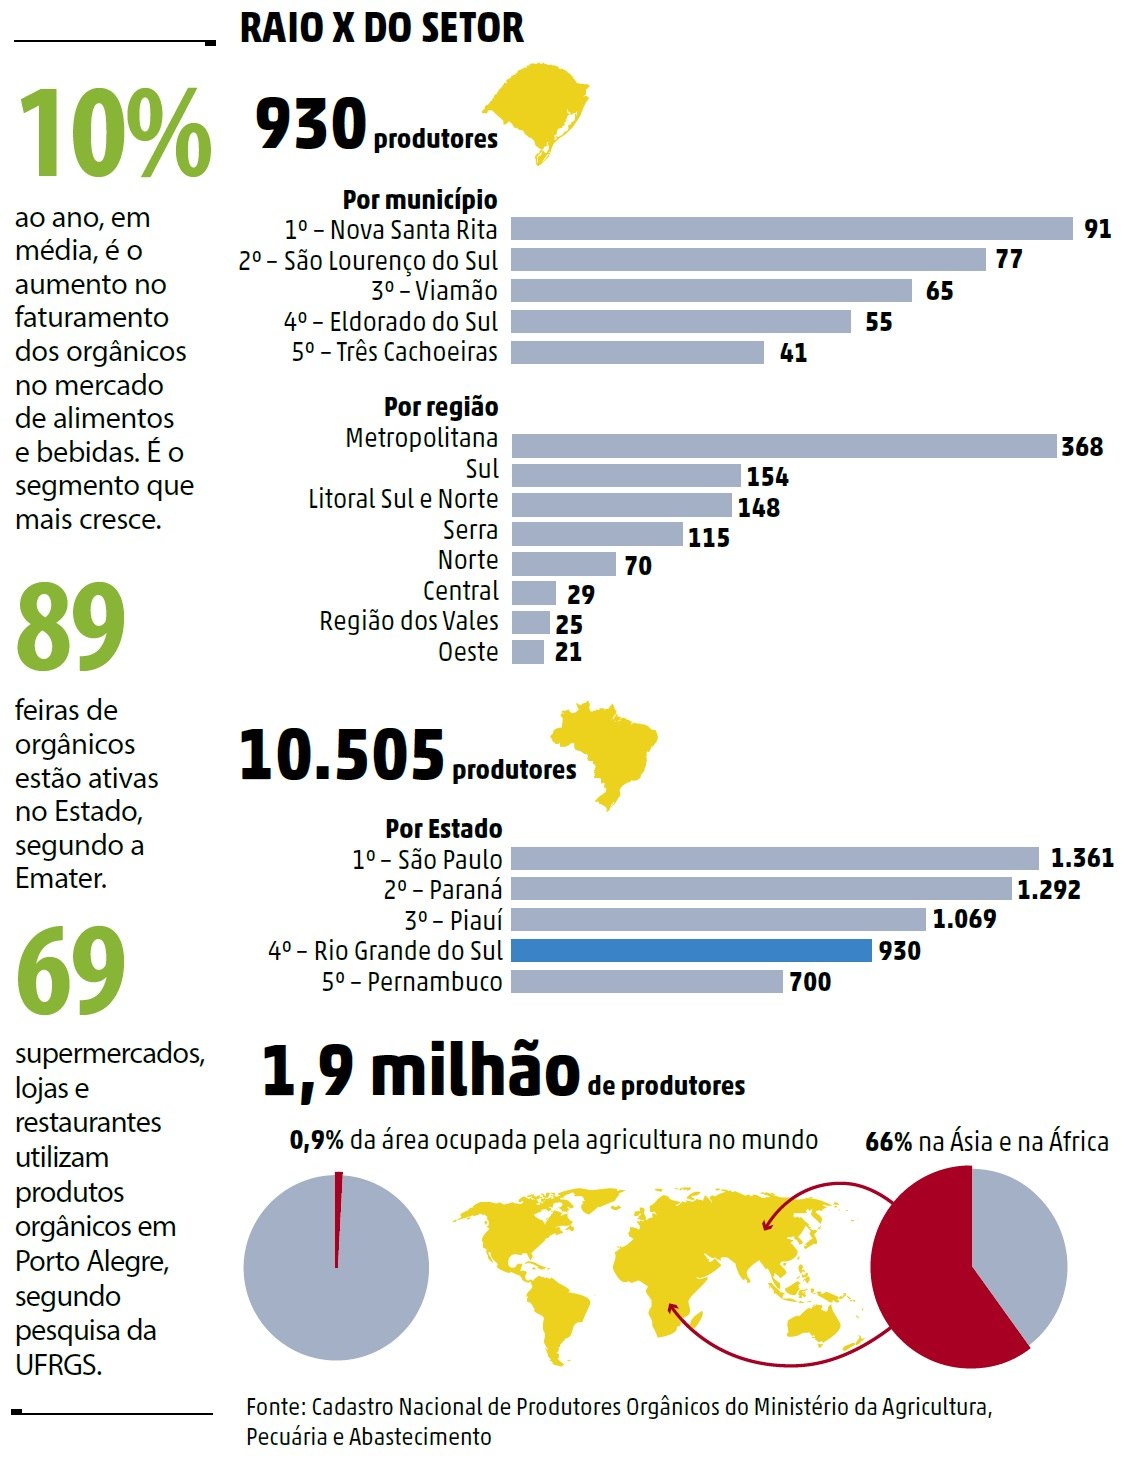 RAIO X DO SETOR
10%
ao ano, em
média, é o
aumento no
faturamento
dos orgânicos
no mercado
de alimentos
e bebidas. É o
segmento que
mais cresce.
89
feiras de
orgânicos
estão ativas
no Estado,
segundo a
Emater.
69
supermercados,
lojas e
restaurantes
utilizam
produtos
orgânicos em
Porto Alegre,
segundo
pesquisa da
UFRGS.
930 produtores
Por município
1º – Nova Santa Rita 91
2º – São Lourenço do Sul 77
3º – Viamão 65
4º – Eldorado do Sul 55
5º – Três Cachoeiras 41
Por região
Metropolitana 368
Sul 154
Litoral Sul e Norte 148
Serra 115
Norte 70
Central 29
Região dos Vales 25
Oeste 21
10.505 produtores
Por Estado
1º – São Paulo 1.361
2º – Paraná 1.292
3º – Piauí 1.069
4º – Rio Grande do Sul 930
5º – Pernambuco 700
1,9 milhão de produtores
0,9% da área ocupada pela agricultura no mundo
66% na Ásia e na África
Fonte: Cadastro Nacional de Produtores Orgânicos do Ministério da Agricultura,
Pecuária e Abastecimento